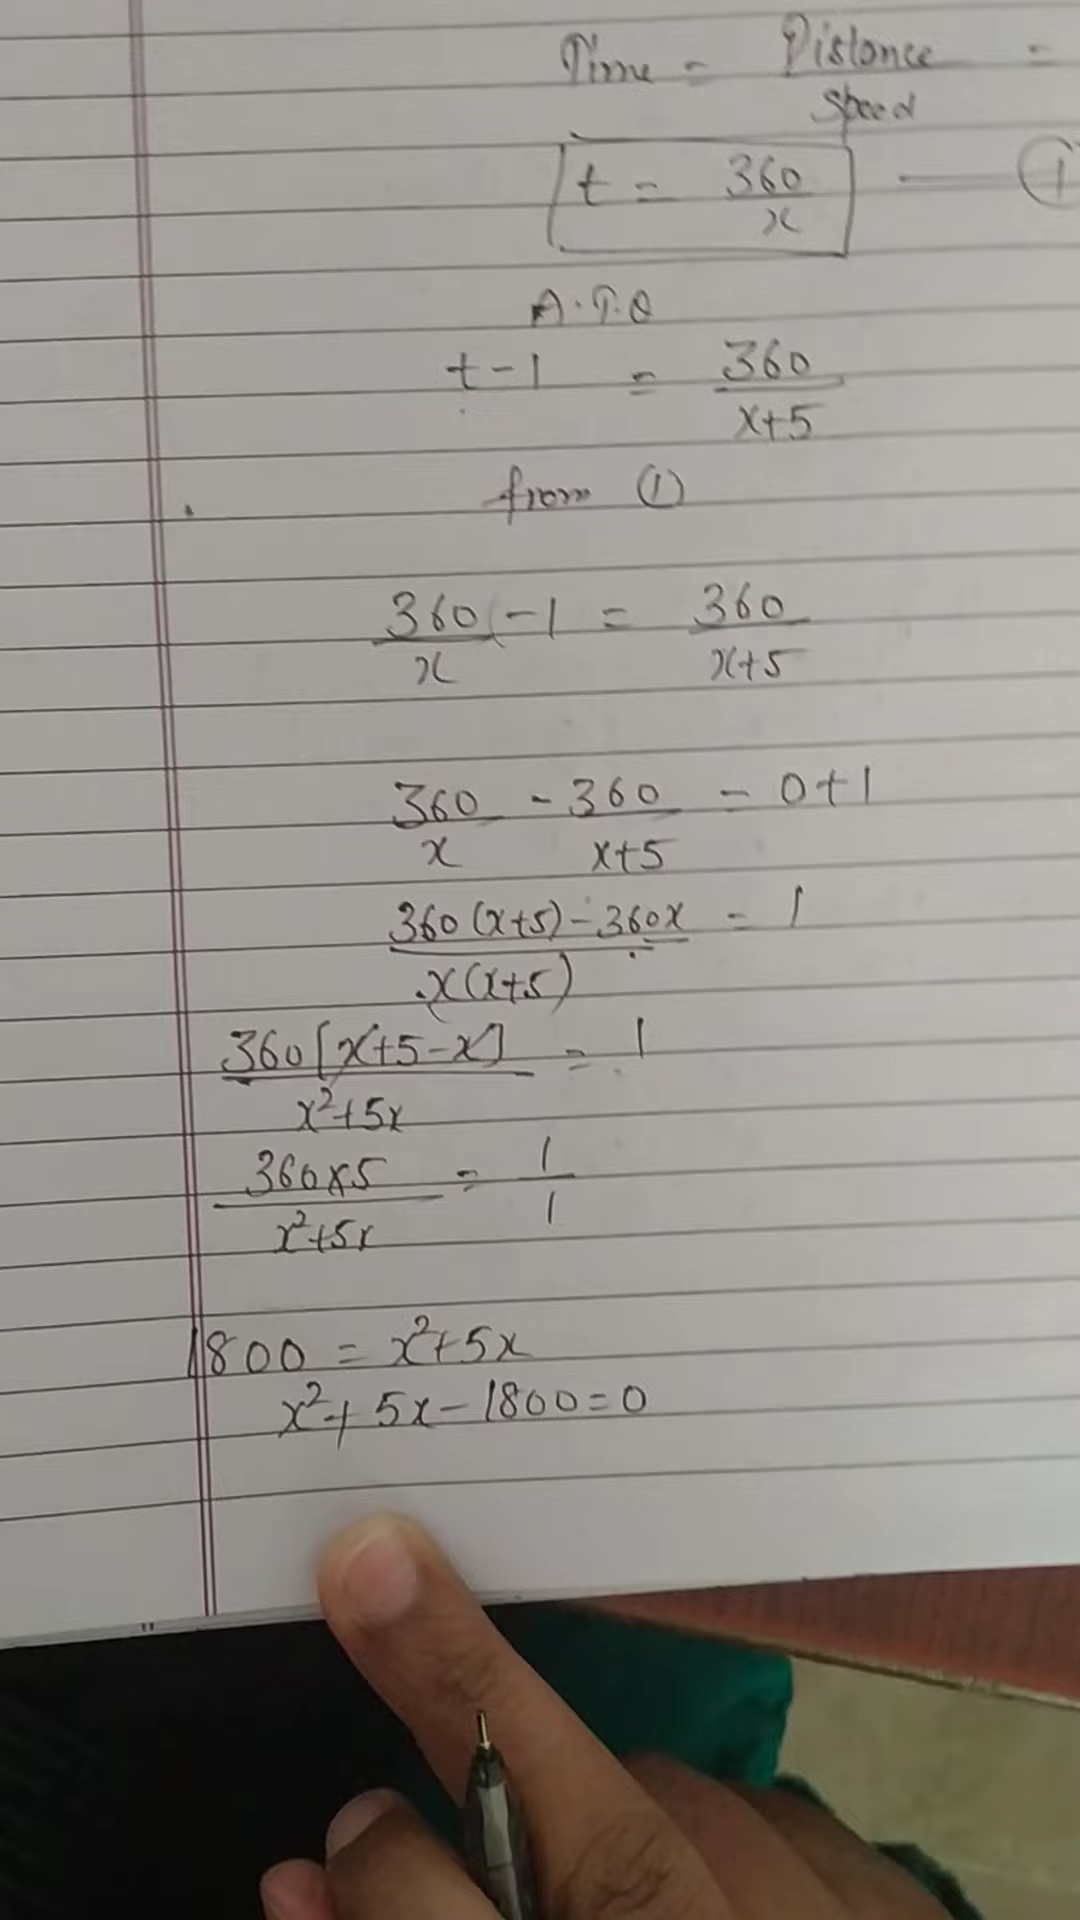 Time = Distance =
Speed
t = 360/x — (1)
A.T.Q
t - 1 = 360/x+5
from (1)
360/x - 1 = 360/x+5
360/x - 360/x+5 = 0+1
360(x+5) - 360x/x(x+5) = 1
360[x+5-x]/x²+5x = 1
360x5/x²+5x = 1/1
1800 = x²+5x
x²+5x-1800=0